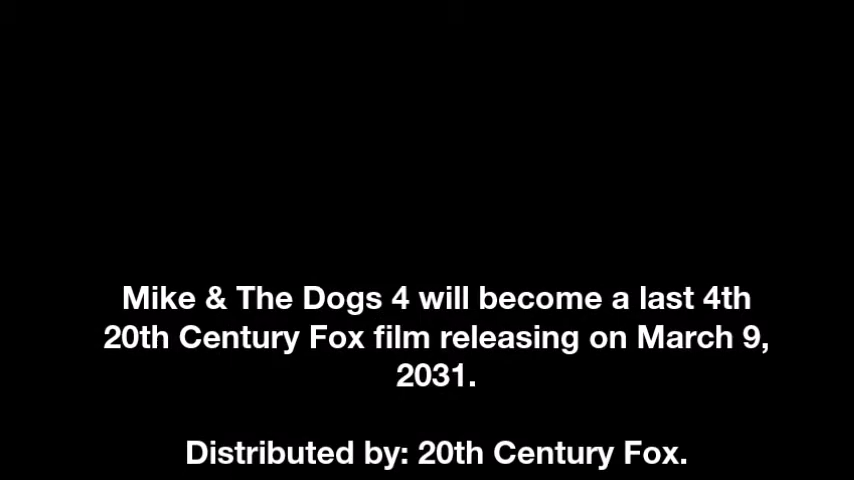 Mike & The Dogs 4 will become a last 4th
20th Century Fox film releasing on March 9,
2031.
Distributed by: 20th Century Fox.